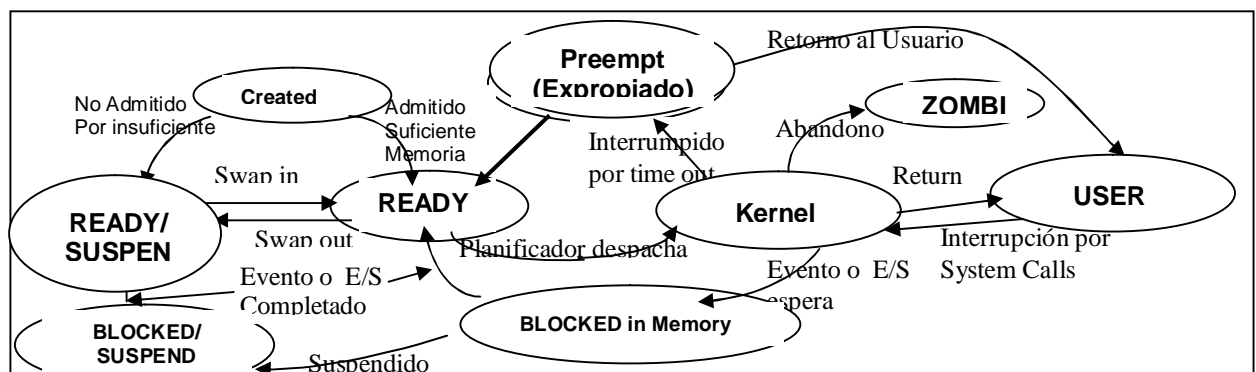 Retorno al Usuario
Preempt
(Expropiado)
Created
ZOMBI
No Admitido
Por insuficiente
Admitido
Suficiente
Memoria
Abandono
Interrumpido
por time out
Swap in
READY
Return
USER
READY/
SUSPEN
Kernel
Swap out
Planificador despacha
Interrupción por
System Calls
Evento o E/S
Completado
Evento o E/S
espera
BLOCKED/
SUSPEND
BLOCKED in Memory
Suspendido